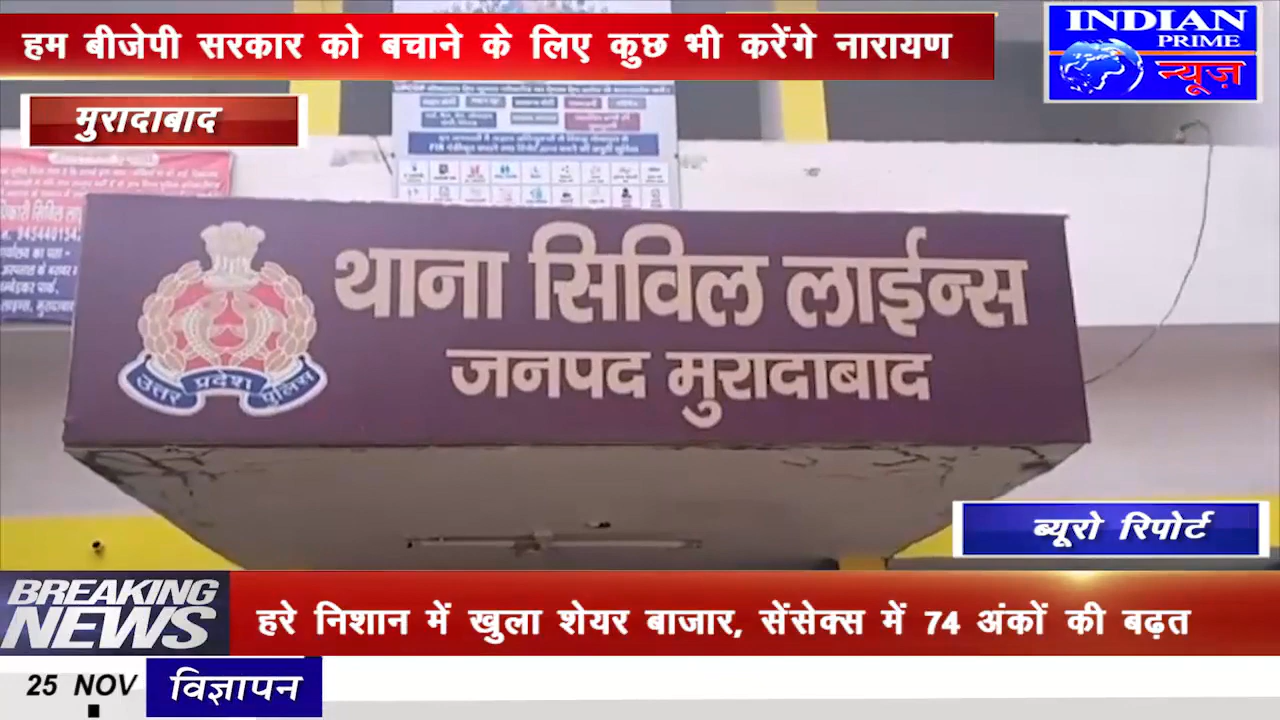 हम बीजेपी सरकार को बचाने के लिए कुछ भी करेंगे नारायण
INDIAN
PRIME
न्यूज़
मुरादाबाद
थाना सिविल लाईन्स
जनपद मुरादाबाद
उत्तर प्रदेश पुलिस
ब्यूरो रिपोर्ट
BREAKING
NEWS
हरे निशान में खुला शेयर बाजार, सेंसेक्स में 74 अंकों की बढ़त
25 NOV
विज्ञापन